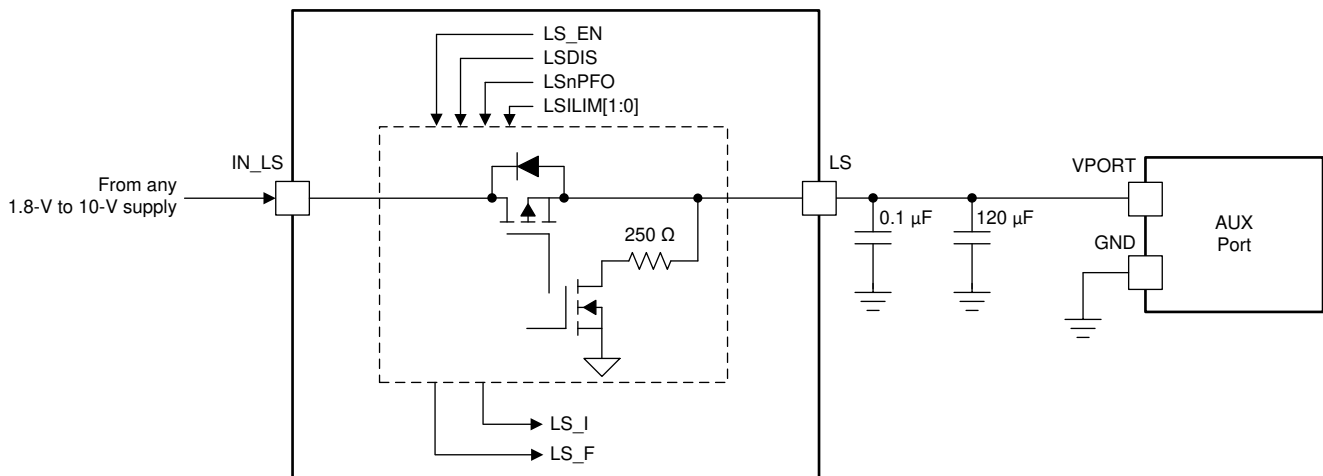 LS_EN
LSDIS
LSnPFO
LSILIM[1:0]
IN_LS
LS
From any
1.8-V to 10-V supply
VPORT
0.1 µF
120 µF
250 Ω
GND
AUX
Port
LS_I
LS_F